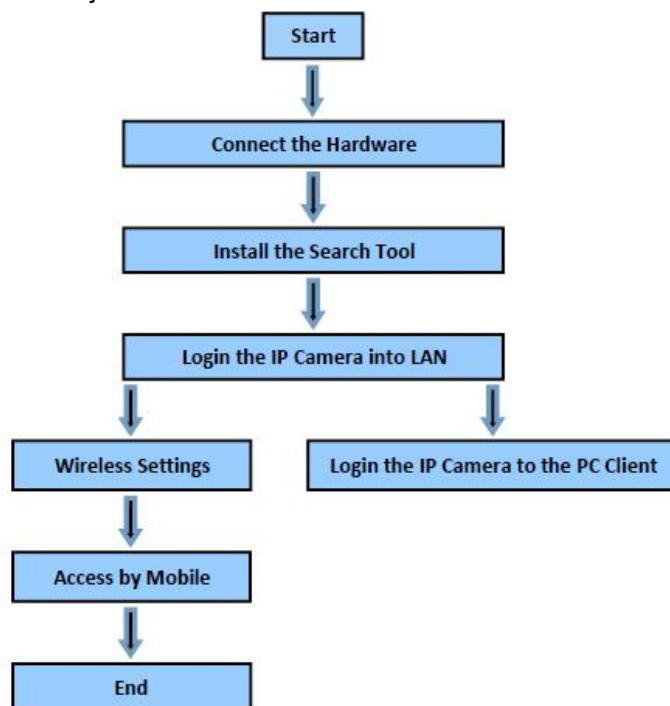 Start
Connect the Hardware
Install the Search Tool
Login the IP Camera into LAN
Wireless Settings
Login the IP Camera to the PC Client
Access by Mobile
End